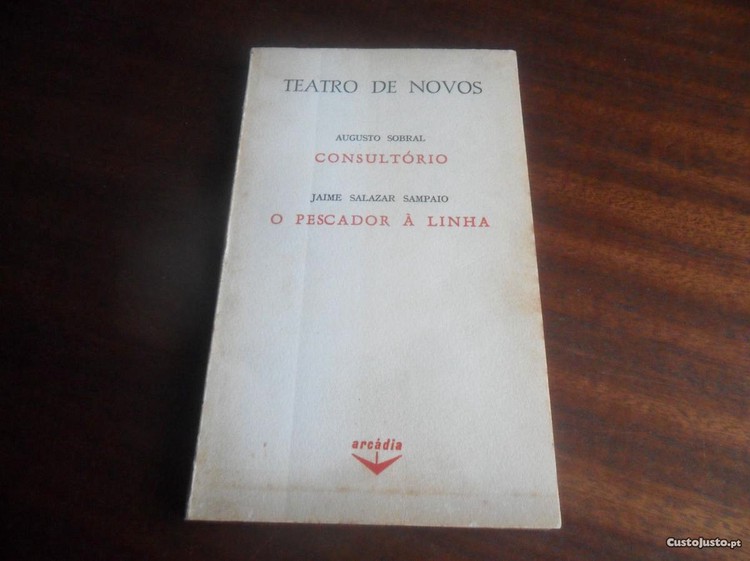 TEATRO DE NOVOS
AUGUSTO SOBRAL
CONSULTÓRIO
JAIME SALAZAR SAMPAIO
O PESCADOR À LINHA
arcádia
CustoJusto.pt